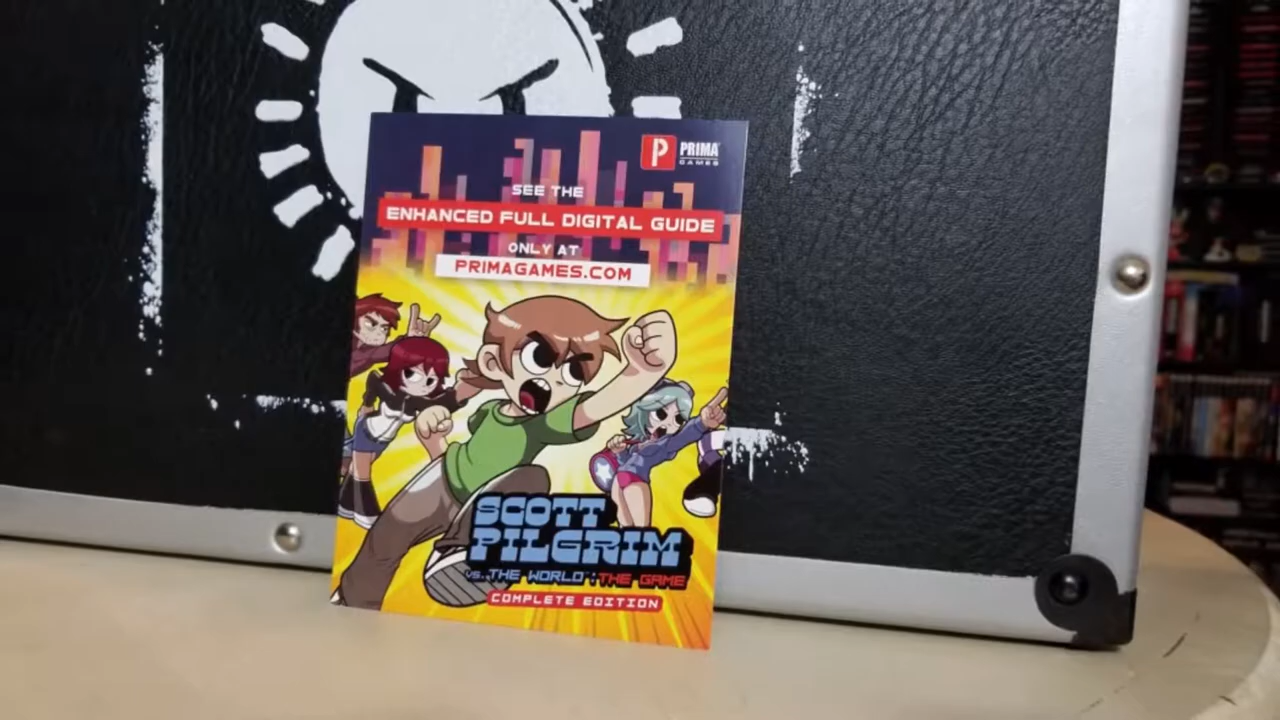 P PRIMA
GAMES
SEE THE
ENHANCED FULL DIGITAL GUIDE
ONLY AT
PRIMAGAMES.COM
SCOTT
PILGRIM
VS. THE WORLD: THE GAME
COMPLETE EDITION